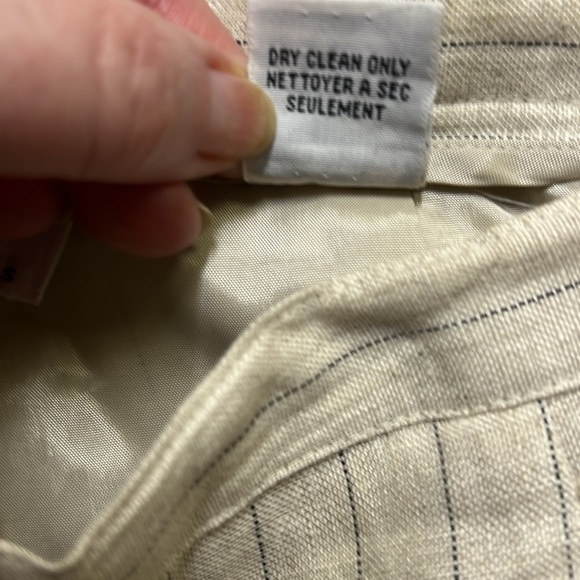 DRY CLEAN ONLY
NETTOYER A SEC
SEULEMENT
S